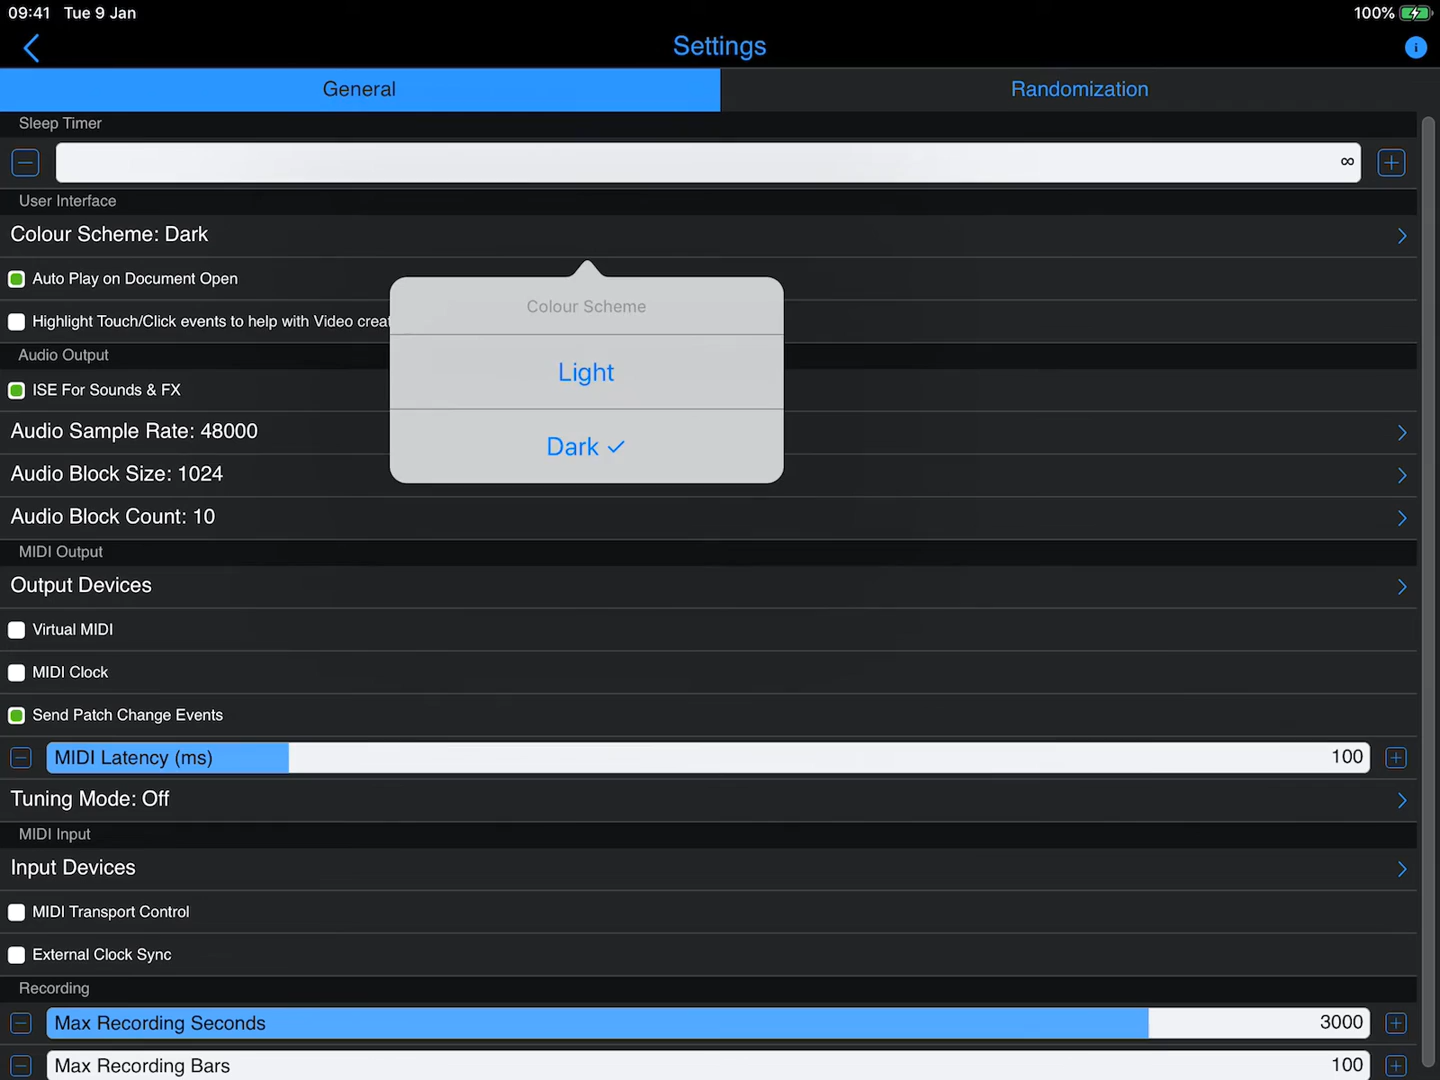 09:41 Tue 9 Jan
100%
Settings
General
Randomization
Sleep Timer
∞
User Interface
Colour Scheme: Dark
Auto Play on Document Open
Highlight Touch/Click events to help with Video creat
Colour Scheme
Light
Dark ✓
Audio Output
ISE For Sounds & FX
Audio Sample Rate: 48000
Audio Block Size: 1024
Audio Block Count: 10
MIDI Output
Output Devices
Virtual MIDI
MIDI Clock
Send Patch Change Events
MIDI Latency (ms) 100
Tuning Mode: Off
MIDI Input
Input Devices
MIDI Transport Control
External Clock Sync
Recording
Max Recording Seconds 3000
Max Recording Bars 100